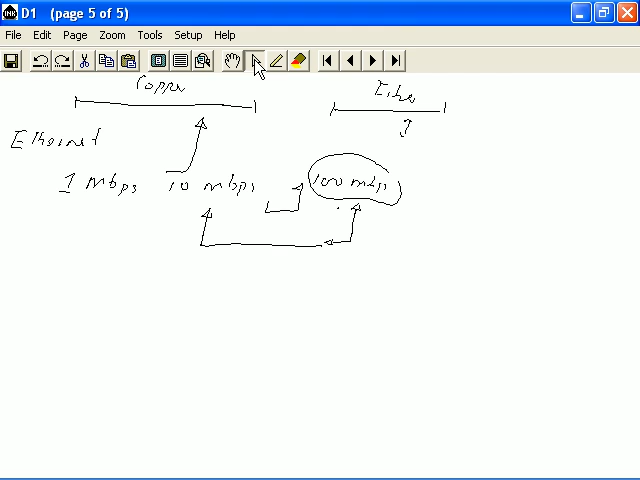 D1 (page 5 of 5)
File Edit Page Zoom Tools Setup Help
Copper
Ethernet
1 mbps 10 mbps 100 mbps